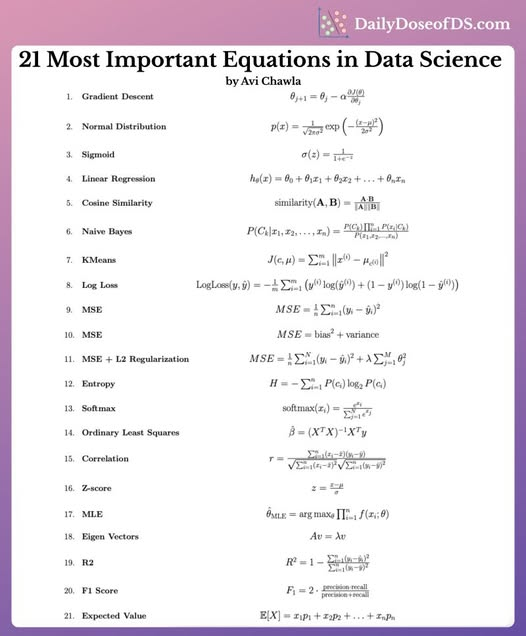 DailyDoseofDS.com
21 Most Important Equations in Data Science
by Avi Chawla
1. Gradient Descent θ_{j+1} = θ_j − α ∂J(θ)/∂θ_j
2. Normal Distribution p(x) = 1/√(2πσ²) exp(−(x−μ)²/2σ²)
3. Sigmoid σ(z) = 1/(1+e^{−z})
4. Linear Regression h_θ(x) = θ_0 + θ_1x_1 + θ_2x_2 + … + θ_nx_n
5. Cosine Similarity similarity(A, B) = A·B/(‖A‖‖B‖)
6. Naive Bayes P(C_k|x_1, x_2, …, x_n) = P(C_k)∏_{i=1}^{n} P(x_i|C_k)/P(x_1,x_2,…,x_n)
7. KMeans J(c, μ) = ∑_{i=1}^{m} ‖x^{(i)} − μ_{c^{(i)}}‖²
8. Log Loss LogLoss(y, ŷ) = −1/m ∑_{i=1}^{m} (y^{(i)} log(ŷ^{(i)}) + (1 − y^{(i)}) log(1 − ŷ^{(i)}))
9. MSE MSE = 1/n ∑_{i=1}^{n} (y_i − ŷ_i)²
10. MSE MSE = bias² + variance
11. MSE + L2 Regularization MSE = 1/n ∑_{i=1}^{N} (y_i − ŷ_i)² + λ ∑_{j=1}^{M} θ_j²
12. Entropy H = −∑_{i=1}^{n} P(c_i) log_2 P(c_i)
13. Softmax softmax(x_i) = e^{x_i}/∑_{j=1}^{N} e^{x_j}
14. Ordinary Least Squares β̂ = (X^T X)^{−1} X^T y
15. Correlation r = ∑_{i=1}^{n} (x_i−x̄)(y_i−ȳ)/(√(∑_{i=1}^{n} (x_i−x̄)²) √(∑_{i=1}^{n} (y_i−ȳ)²))
16. Z-score z = (x−μ)/σ
17. MLE θ̂_MLE = arg max_θ ∏_{i=1}^{n} f(x_i; θ)
18. Eigen Vectors Av = λv
19. R2 R² = 1 − ∑_{i=1}^{n} (y_i−ŷ_i)²/∑_{i=1}^{n} (y_i−ȳ)²
20. F1 Score F_1 = 2 · precision·recall/(precision+recall)
21. Expected Value 𝔼[X] = x_1p_1 + x_2p_2 + … + x_np_n